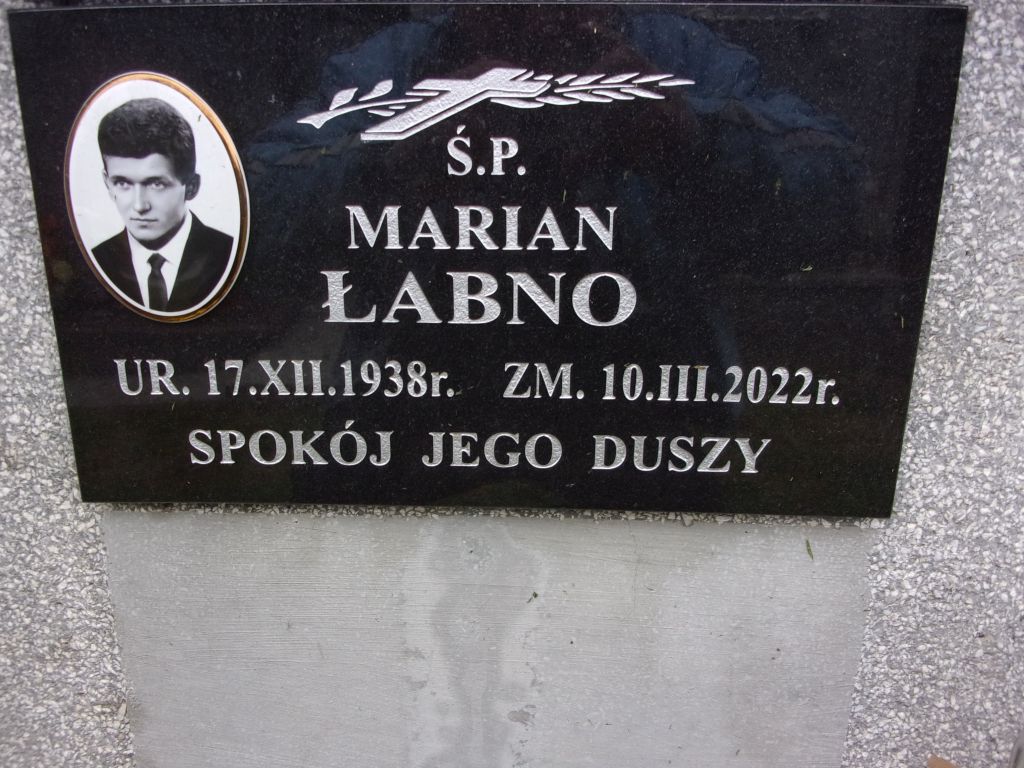 Ś.P.
MARIAN
ŁABNO
UR. 17.XII.1938r. ZM. 10.III.2022r.
SPOKÓJ JEGO DUSZY